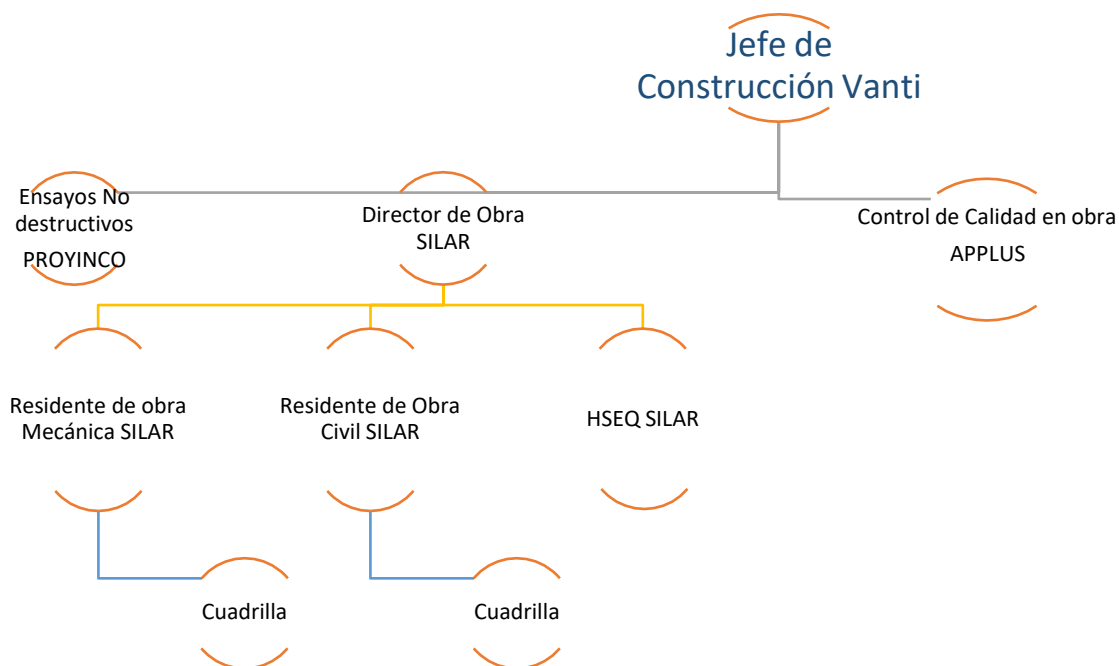 Jefe de
Construcción Vanti
Ensayos No
destructivos
PROYINCO
Director de Obra
SILAR
Control de Calidad en obra
APPLUS
Residente de obra
Mecánica SILAR
Residente de Obra
Civil SILAR
HSEQ SILAR
Cuadrilla
Cuadrilla